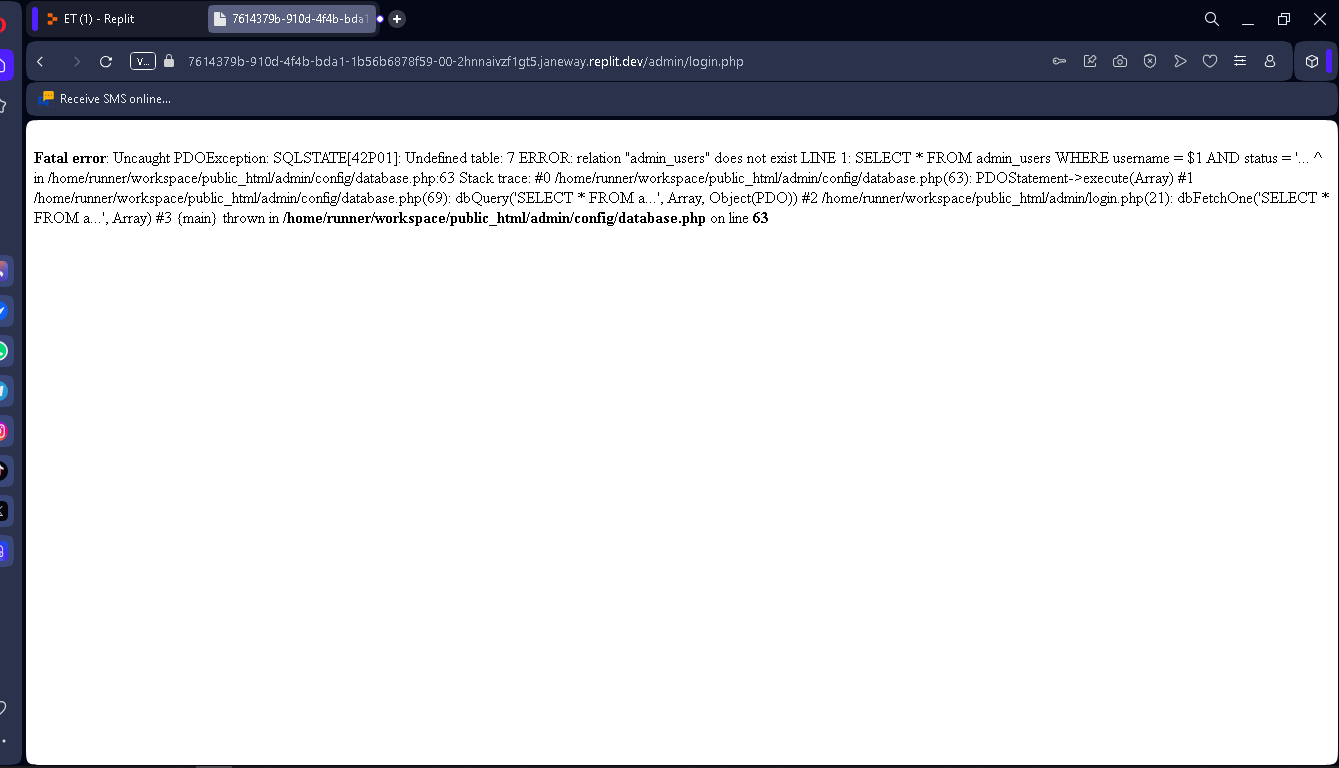 ET (1) - Replit
7614379b-910d-4f4b-bda1
V...
7614379b-910d-4f4b-bda1-1b56b6878f59-00-2hnnaivzf1gt5.janeway.replit.dev/admin/login.php
Receive SMS online...
Fatal error: Uncaught PDOException: SQLSTATE[42P01]: Undefined table: 7 ERROR: relation "admin_users" does not exist LINE 1: SELECT * FROM admin_users WHERE username = $1 AND status = '... ^
in /home/runner/workspace/public_html/admin/config/database.php:63 Stack trace: #0 /home/runner/workspace/public_html/admin/config/database.php(63): PDOStatement->execute(Array) #1
/home/runner/workspace/public_html/admin/config/database.php(69): dbQuery('SELECT * FROM a...', Array, Object(PDO)) #2 /home/runner/workspace/public_html/admin/login.php(21): dbFetchOne('SELECT *
FROM a...', Array) #3 {main} thrown in /home/runner/workspace/public_html/admin/config/database.php on line 63